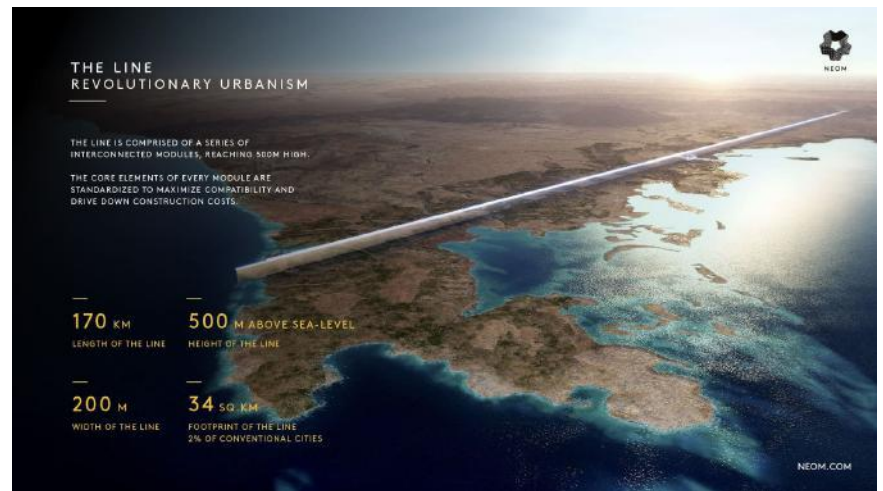 THE LINE
REVOLUTIONARY URBANISM
NEOM
THE LINE IS COMPRISED OF A SERIES OF
INTERCONNECTED MODULES, REACHING 500M HIGH.
THE CORE ELEMENTS OF EVERY MODULE ARE
STANDARDIZED TO MAXIMIZE COMPATIBILITY AND
DRIVE DOWN CONSTRUCTION COSTS.
170 KM
LENGTH OF THE LINE
500 M ABOVE SEA-LEVEL
HEIGHT OF THE LINE
200 M
WIDTH OF THE LINE
34 SQ KM
FOOTPRINT OF THE LINE
2% OF CONVENTIONAL CITIES
NEOM.COM